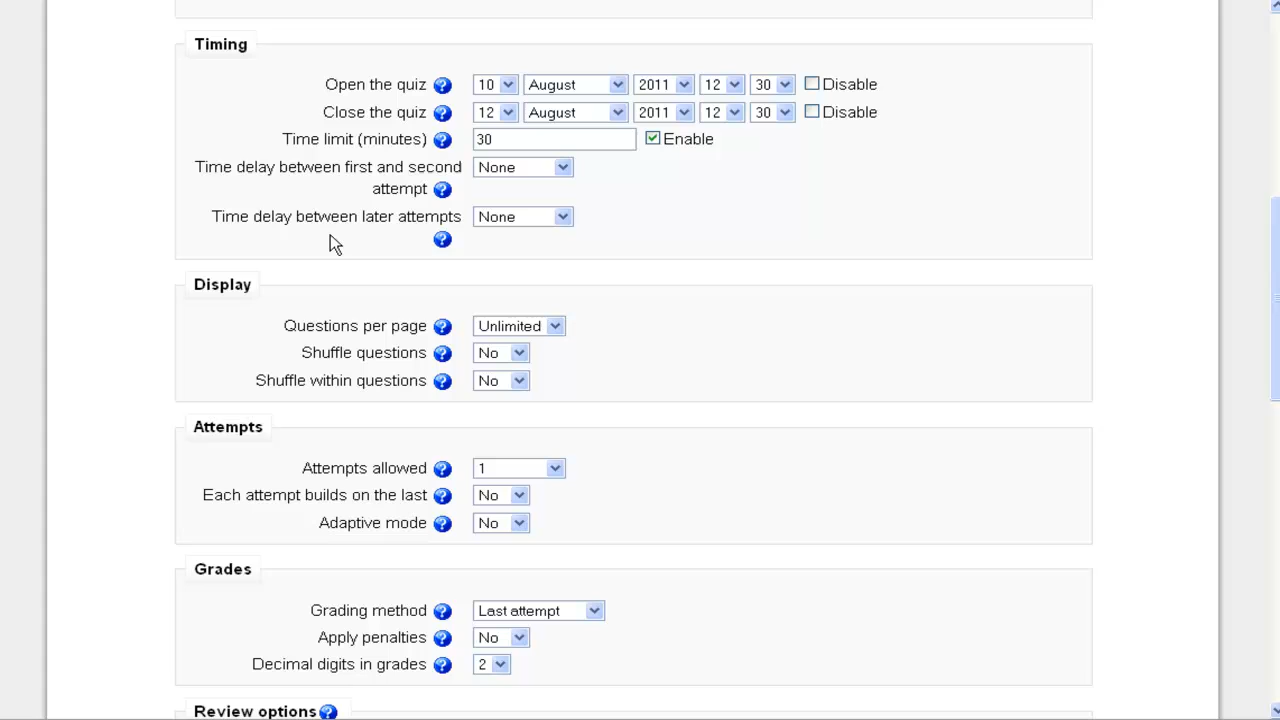 Timing
Open the quiz 10 August 2011 12 30 Disable
Close the quiz 12 August 2011 12 30 Disable
Time limit (minutes) 30 Enable
Time delay between first and second None
attempt
Time delay between later attempts None
Display
Questions per page Unlimited
Shuffle questions No
Shuffle within questions No
Attempts
Attempts allowed 1
Each attempt builds on the last No
Adaptive mode No
Grades
Grading method Last attempt
Apply penalties No
Decimal digits in grades 2
Review options